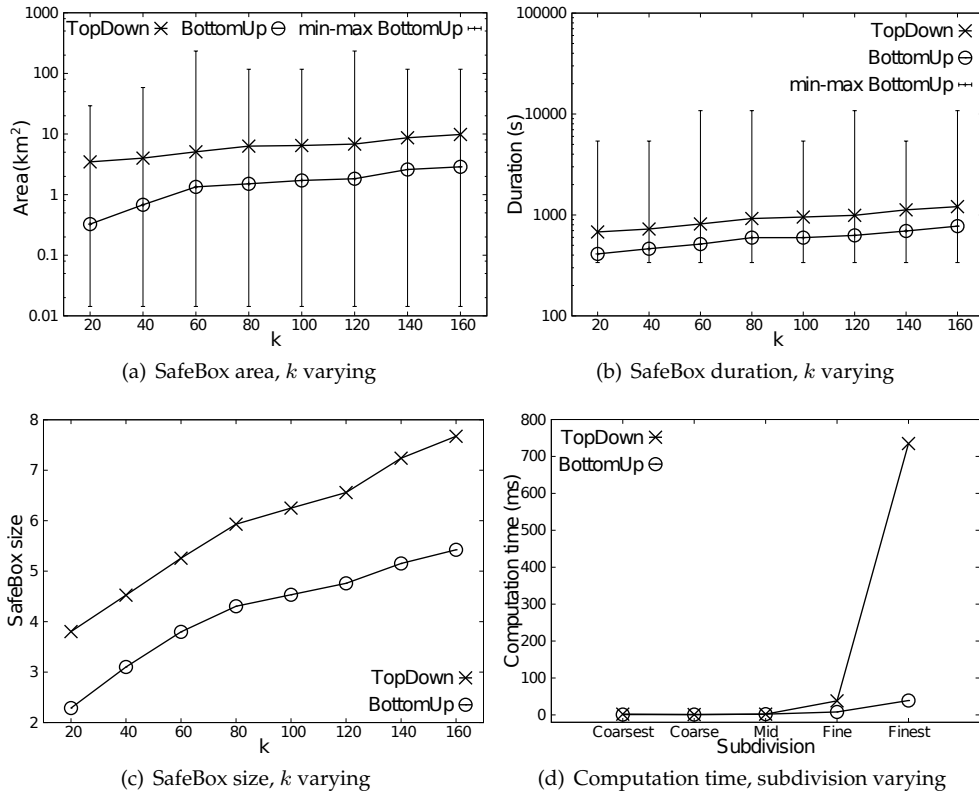 1000
100
10
1
0.1
0.01
Area(km²)
TopDown BottomUp min-max BottomUp
20 40 60 80 100 120 140 160
k
(a) SafeBox area, k varying
100000
10000
1000
100
Duration (s)
TopDown
BottomUp
min-max BottomUp
20 40 60 80 100 120 140 160
k
(b) SafeBox duration, k varying
8
7
6
5
4
3
2
SafeBox size
TopDown
BottomUp
20 40 60 80 100 120 140 160
k
(c) SafeBox size, k varying
800
700
600
500
400
300
200
100
0
Computation time (ms)
TopDown
BottomUp
Coarsest Coarse Mid Fine Finest
Subdivision
(d) Computation time, subdivision varying